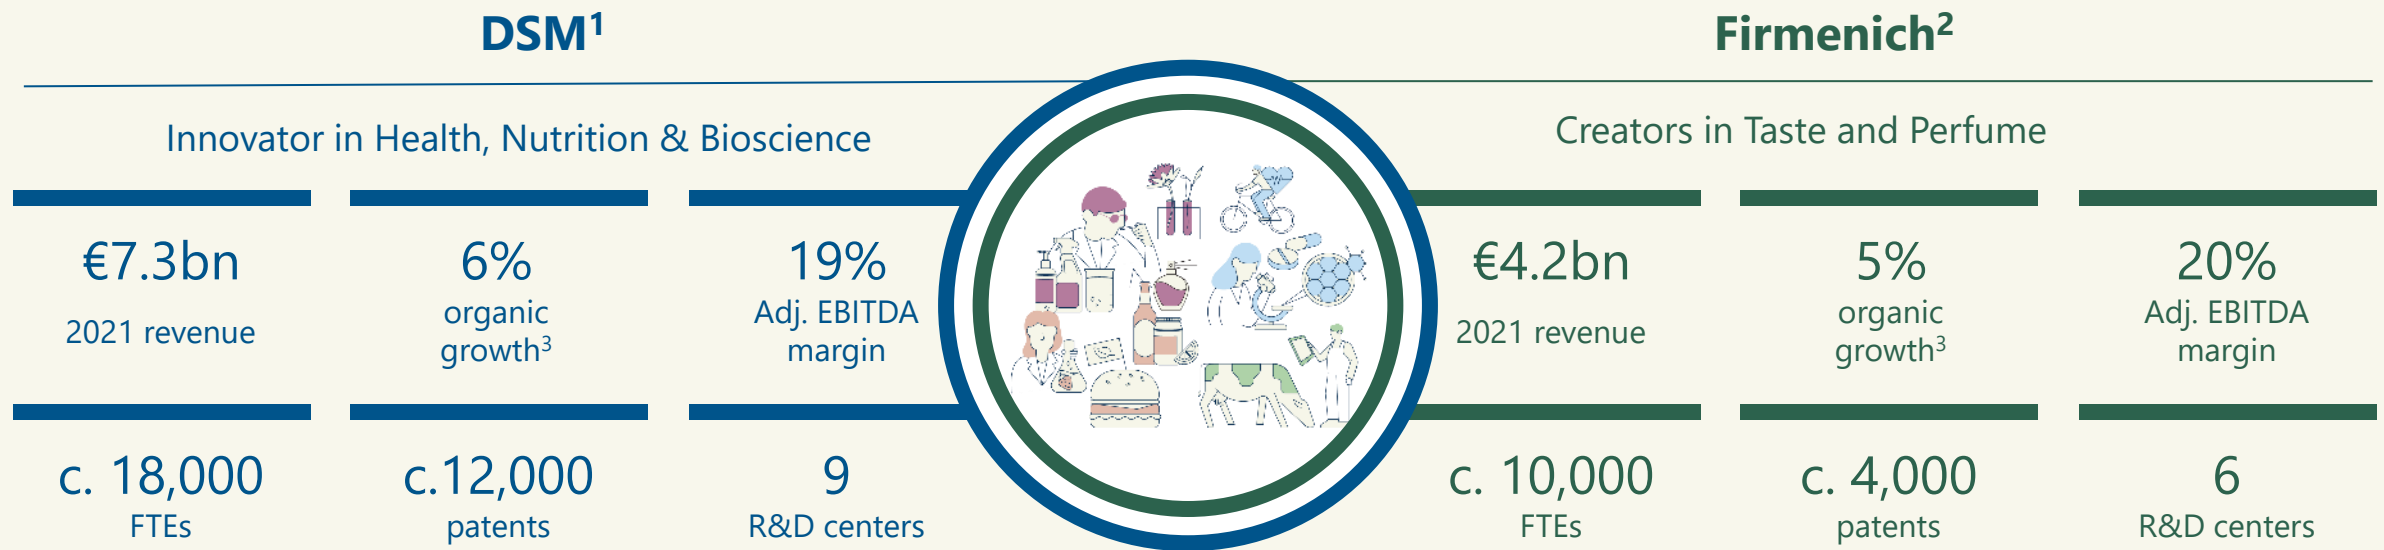 DSM¹
Innovator in Health, Nutrition & Bioscience
€7.3bn
2021 revenue
6%
organic
growth³
19%
Adj. EBITDA
margin
c. 18,000
FTEs
c.12,000
patents
9
R&D centers
Firmenich²
Creators in Taste and Perfume
€4.2bn
2021 revenue
5%
organic
growth³
20%
Adj. EBITDA
margin
c. 10,000
FTEs
c. 4,000
patents
6
R&D centers